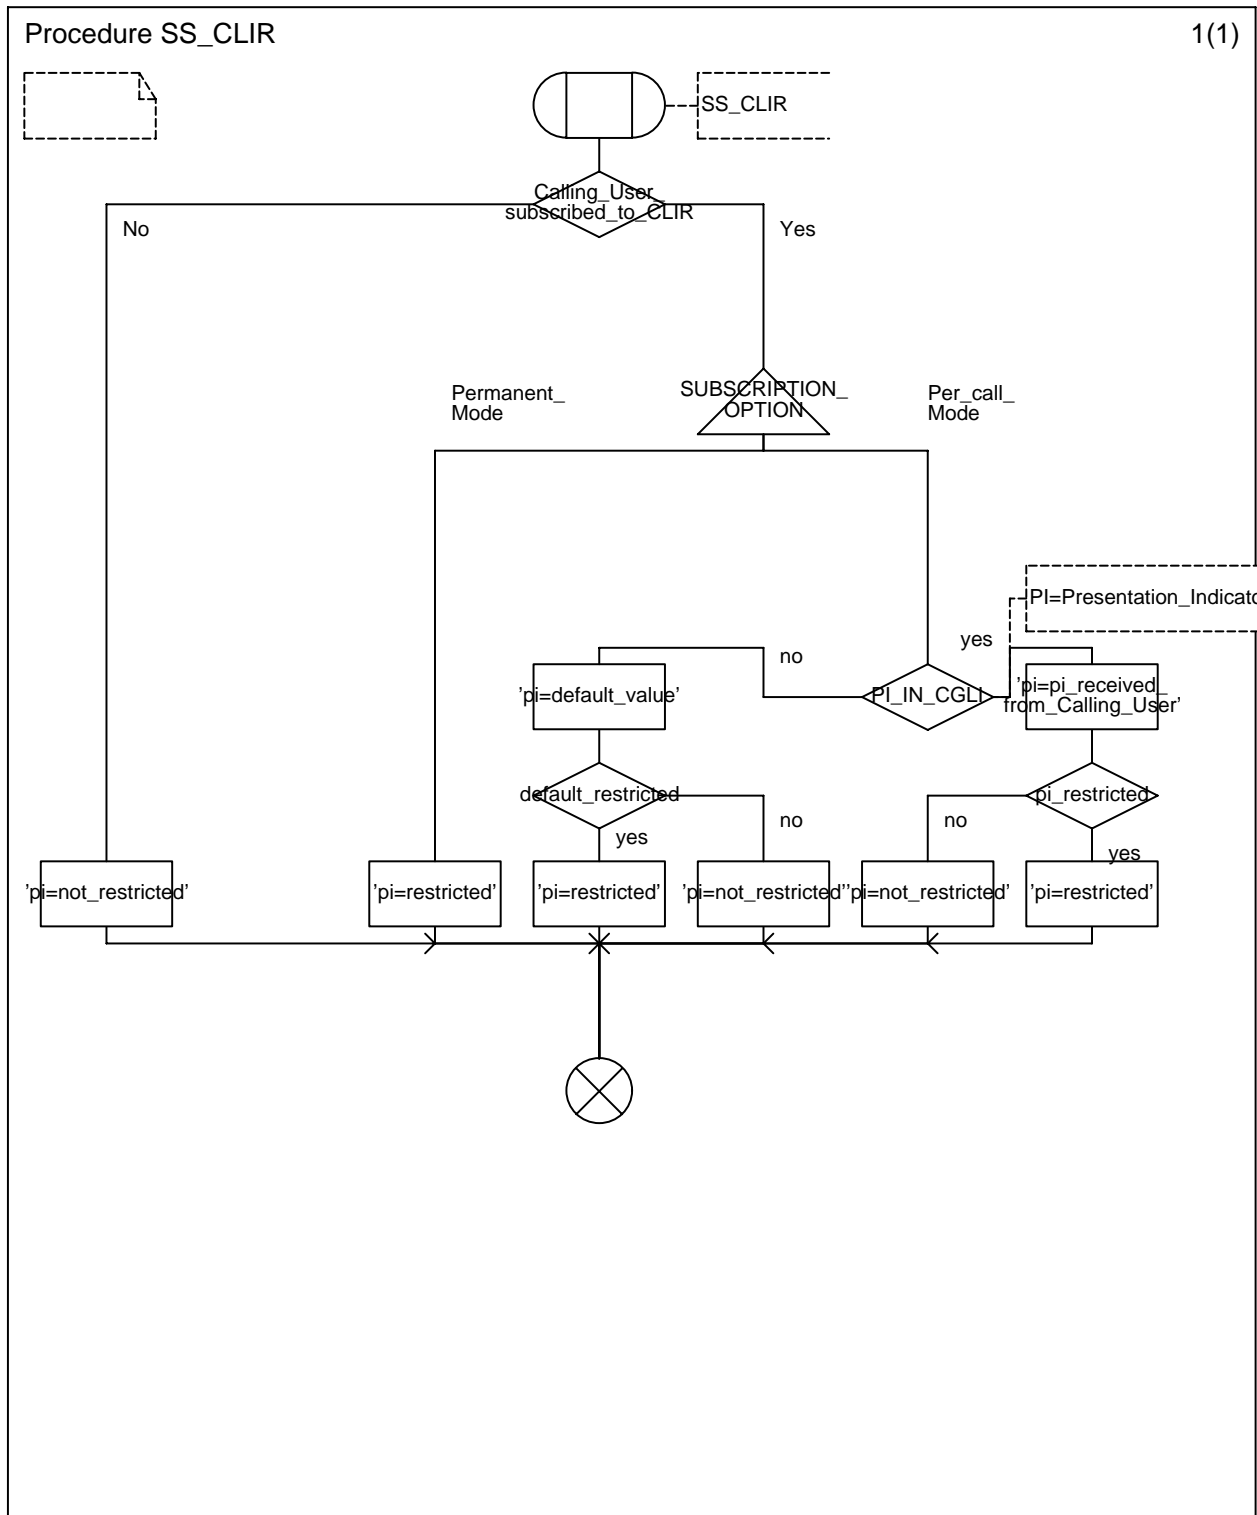 Procedure SS_CLIR
1(1)
SS_CLIR
Calling_User_
subscribed_to_CLIR
No
Yes
SUBSCRIPTION_
OPTION
Permanent_
Mode
Per_call_
Mode
PI=Presentation_Indicato
yes
no
'pi=default_value'
PI_IN_CGLI
'pi=pi_received_
from_Calling_User'
default_restricted
pi_restricted
no
no
yes
yes
'pi=not_restricted'
'pi=restricted'
'pi=restricted'
'pi=not_restricted'
'pi=not_restricted'
'pi=restricted'